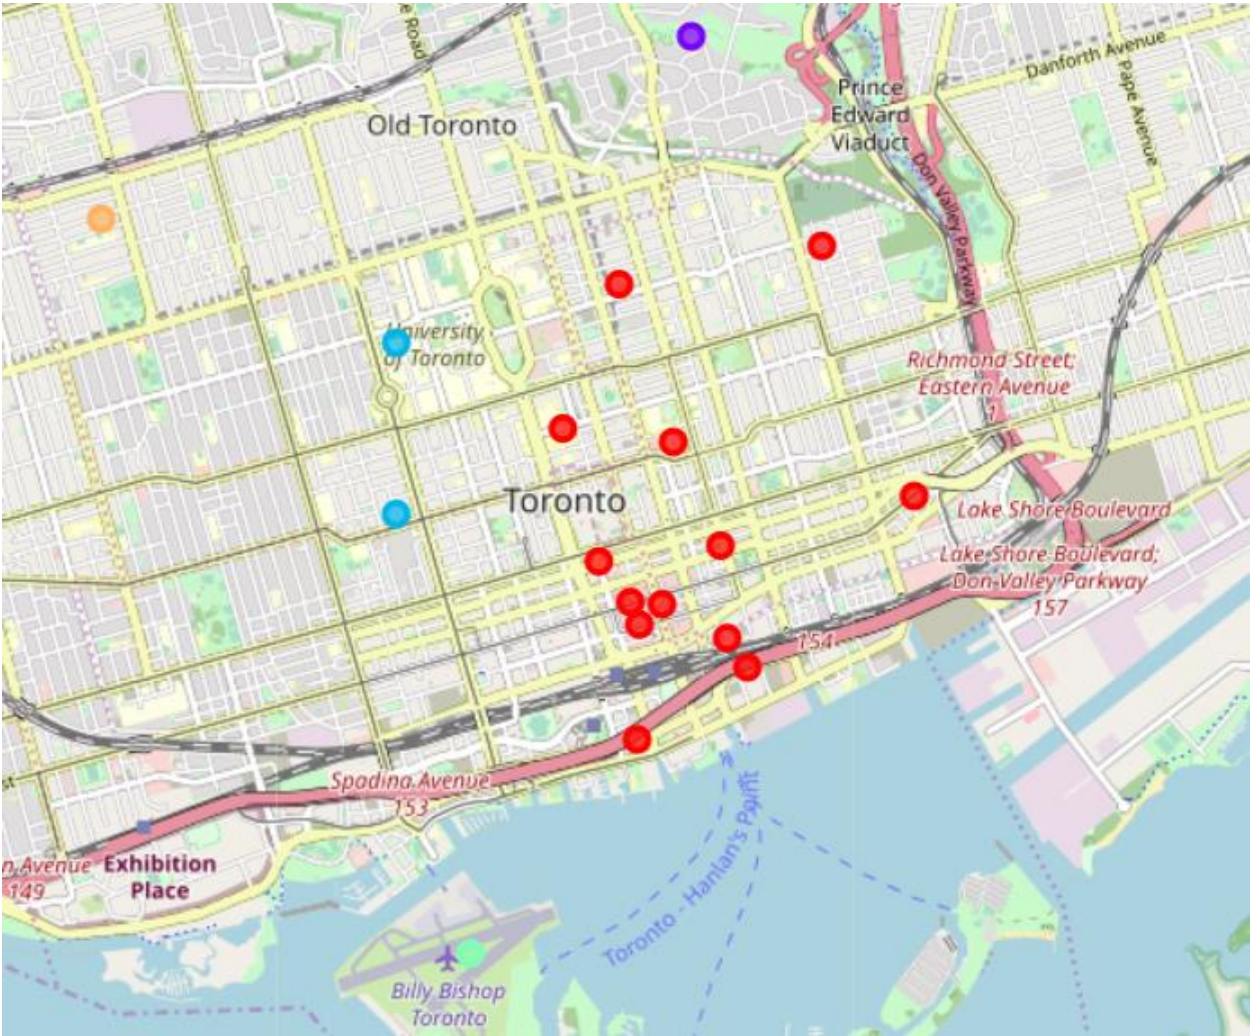 e Road
Danforth Avenue
Pape Avenue
Prince
Edward
Viaduct
Old Toronto
Don Valley Parkway
University
of Toronto
Richmond Street;
Eastern Avenue
1
Toronto
Lake Shore Boulevard
Lake Shore Boulevard;
Don Valley Parkway
157
154
Spadina Avenue
153
n Avenue
149
Exhibition
Place
Toronto - Hanlan's Point
Billy Bishop
Toronto